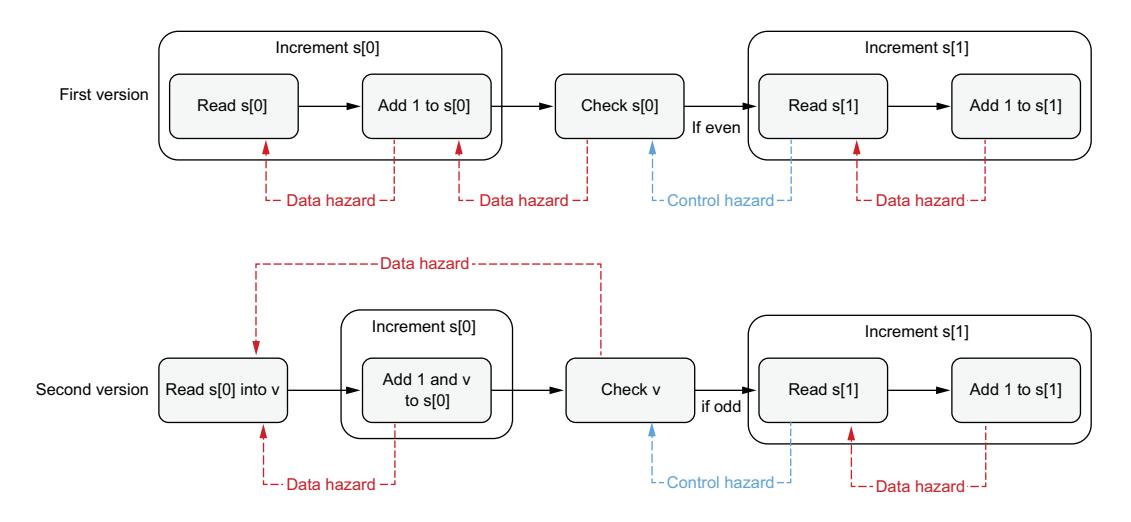 Increment s[0]
Increment s[1]
First version
Read s[0]
Add 1 to s[0]
Check s[0]
If even
Read s[1]
Add 1 to s[1]
Data hazard
Data hazard
Control hazard
Data hazard
Data hazard
Increment s[0]
Increment s[1]
Second version
Read s[0] into v
Add 1 and v
to s[0]
Check v
if odd
Read s[1]
Add 1 to s[1]
Data hazard
Control hazard
Data hazard